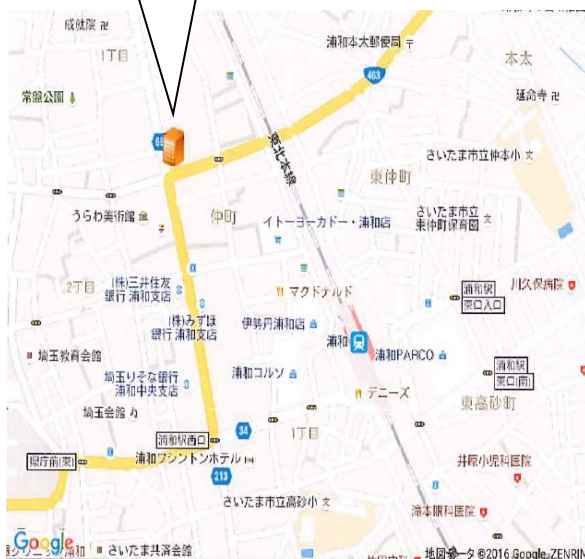 成就院
1丁目
浦和本太郵便局
本太
463
常盤公園
延命寺
さいたま市立仲本小
東北本線
東仲町
うらわ美術館
仲町
イトーヨーカドー・浦和店
さいたま市立
東仲町保育園
2丁目
(株)三井住友
銀行 浦和支店
マクドナルド
浦和駅
東口入口
川久保病院
(株)みずほ
銀行 浦和支店
伊勢丹浦和店
浦和
浦和PARCO
埼玉教育会館
浦和駅
東口(南)
埼玉りそな銀行
浦和中央支店
浦和コルソ
デニーズ
東高砂町
埼玉会館
浦和駅西口
34
1丁目
県庁前(東)
浦和ワシントンホテル
213
井原小児科医院
さいたま市立高砂小
滝本眼科医院
Google
浦和
さいたま共済会館
地図データ ©2016 Google, ZENRIN